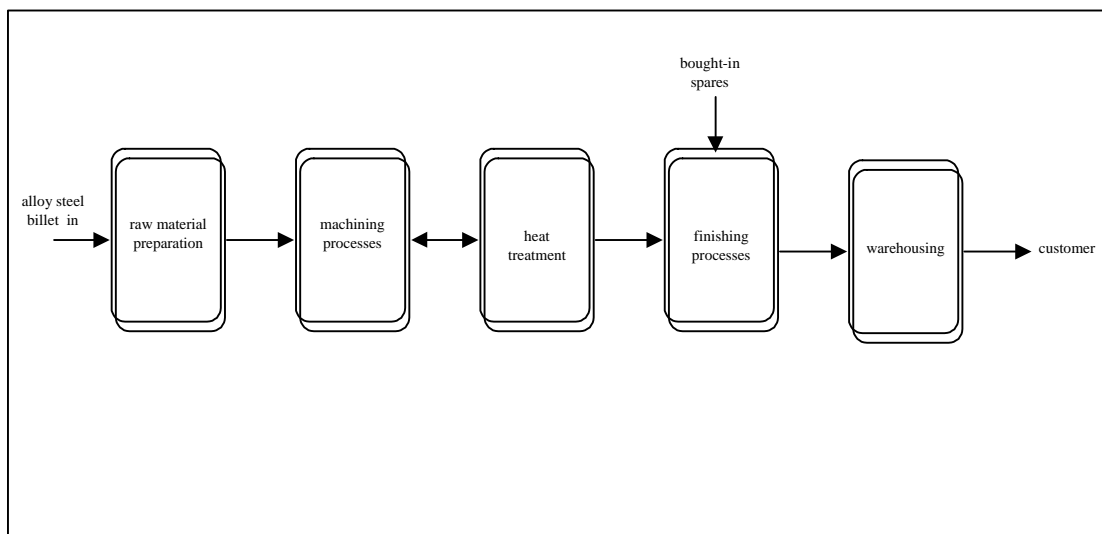 bought-in
spares
alloy steel
billet in
raw material
preparation
machining
processes
heat
treatment
finishing
processes
warehousing
customer